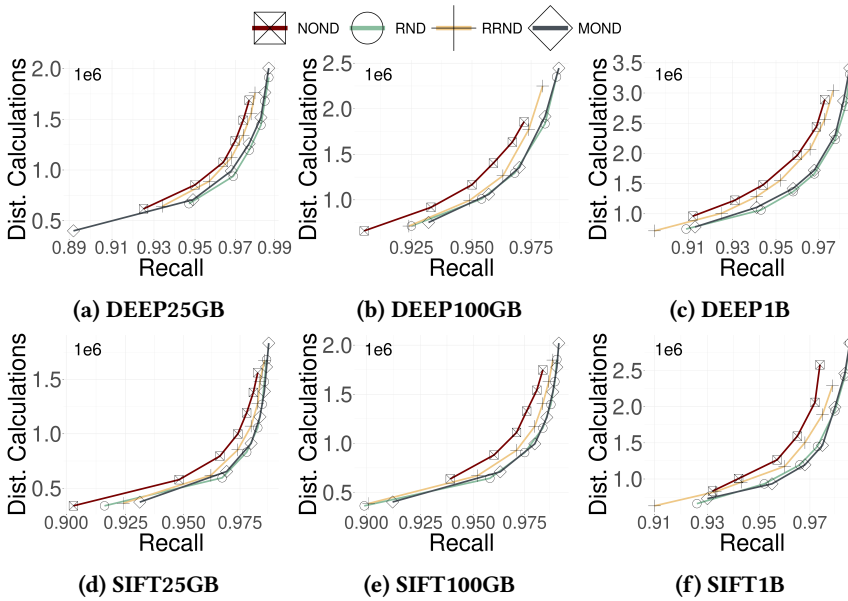 NOND RND RRND MOND
Dist. Calculations
2.0
1.5
1.0
0.5
1e6
0.89 0.91 0.93 0.95 0.97 0.99
Recall
(a) DEEP25GB
2.5
2.0
1.5
1.0
1e6
0.925 0.950 0.975
Recall
(b) DEEP100GB
Dist. Calculations
3.5
3.0
2.5
2.0
1.5
1.0
1e6
0.91 0.93 0.95 0.97
Recall
(c) DEEP1B
Dist. Calculations
1.5
1.0
0.5
1e6
0.900 0.925 0.950 0.975
Recall
(d) SIFT25GB
2.0
1.5
1.0
0.5
1e6
0.900 0.925 0.950 0.975
Recall
(e) SIFT100GB
Dist. Calculations
2.5
2.0
1.5
1.0
1e6
0.91 0.93 0.95 0.97
Recall
(f) SIFT1B